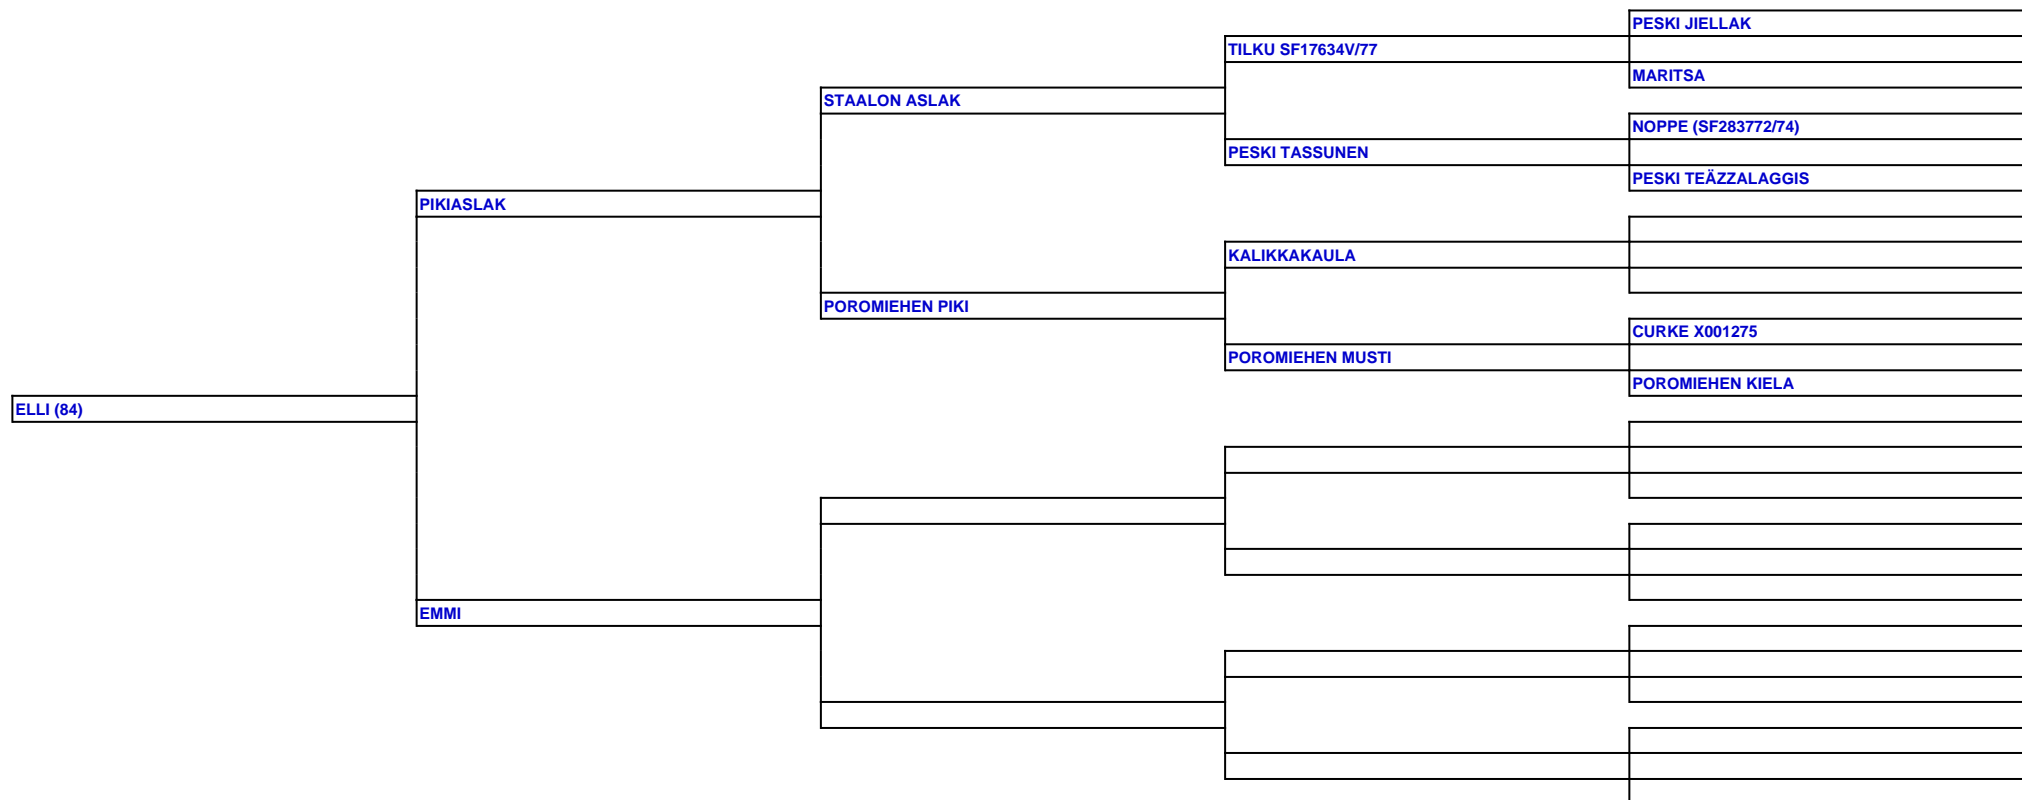 PESKI JIELLAK
TILKU SF17634V/77
MARITSA
STAALON ASLAK
NOPPE (SF283772/74)
PESKI TASSUNEN
PESKI TEÄZZALAGGIS
PIKIASLAK
KALIKKAKAULA
POROMIEHEN PIKI
CURKE X001275
POROMIEHEN MUSTI
POROMIEHEN KIELA
ELLI (84)
EMMI